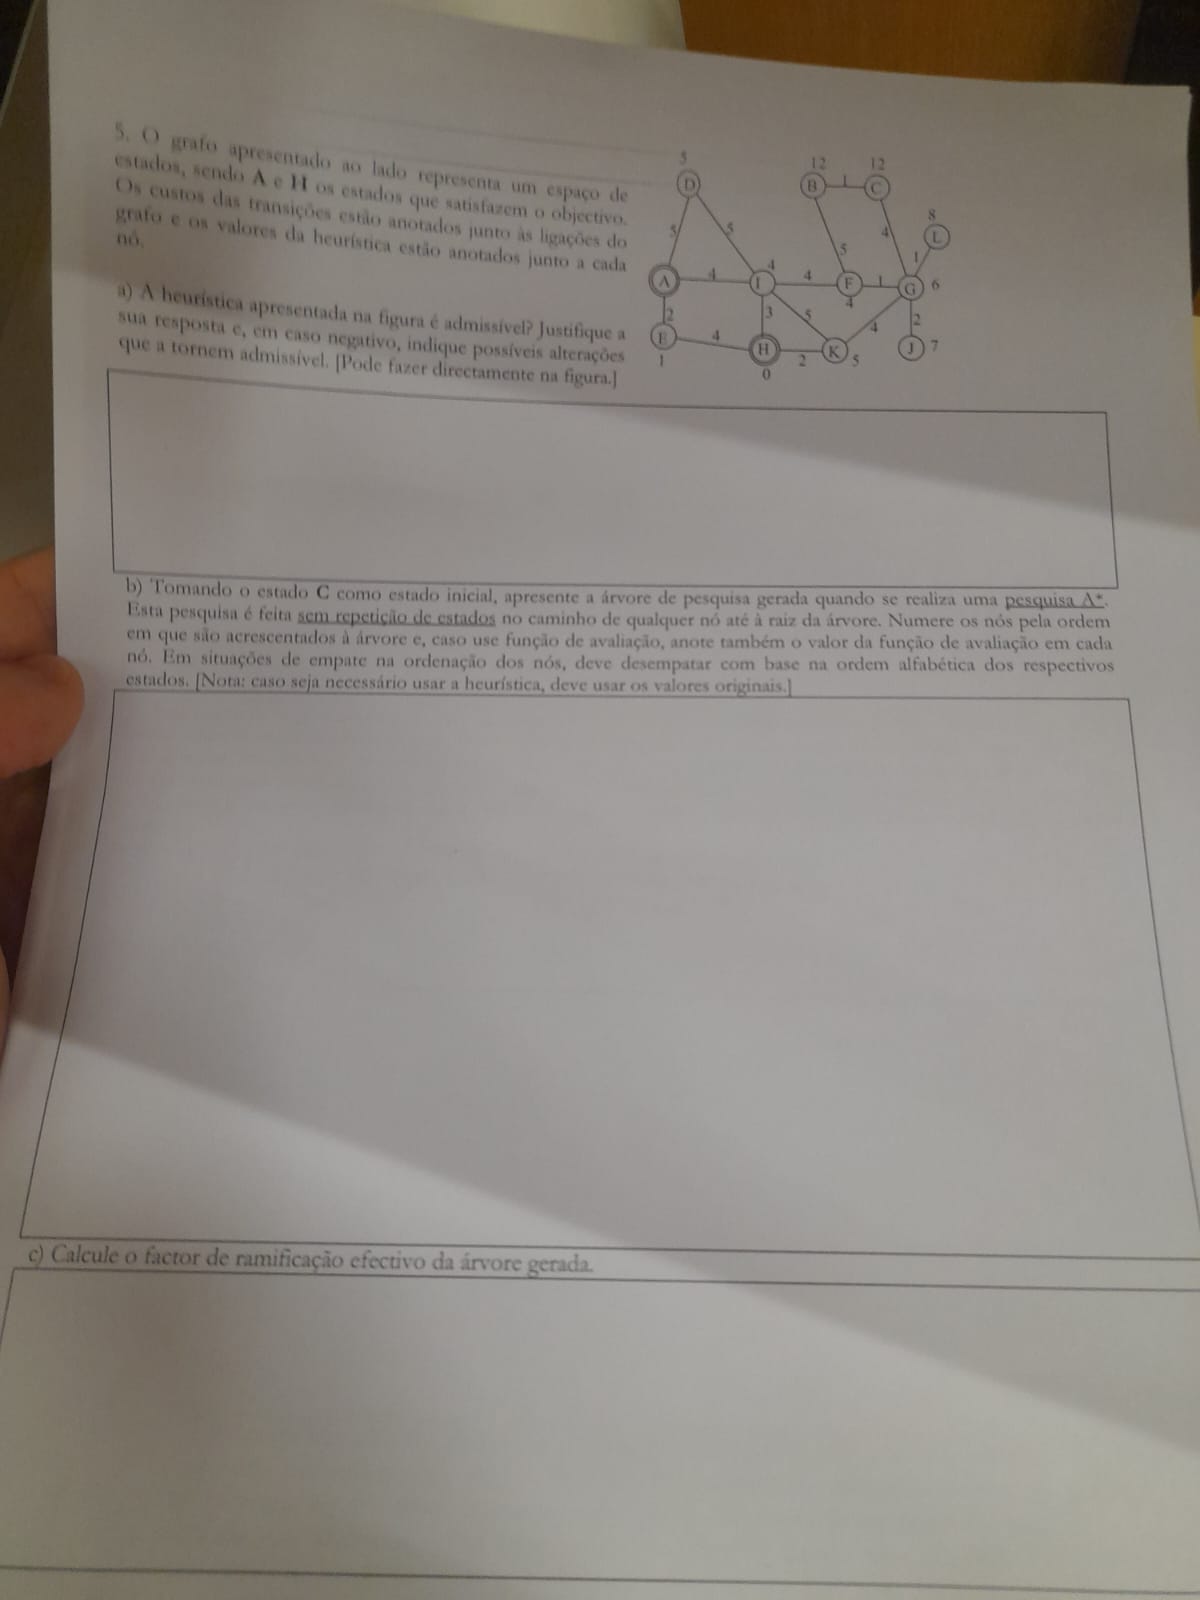 5. O grafo apresentado ao lado representa um espaço de
estados, sendo A e H os estados que satisfazem o objectivo.
Os custos das transições estão anotados junto às ligações do
grafo e os valores da heurística estão anotados junto a cada
nó.
a) A heurística apresentada na figura é admissível? Justifique a
sua resposta e, em caso negativo, indique possíveis alterações
que a tornem admissível. [Pode fazer directamente na figura.]
5 12 12
D B 1 C
8
L
5 5 5 4 1
A 4 I 4 4 F 1 G 6
4
2 3 5 4 2
E 4 H 2 K 5 J 7
1 0
b) Tomando o estado C como estado inicial, apresente a árvore de pesquisa gerada quando se realiza uma pesquisa A*.
Esta pesquisa é feita sem repetição de estados no caminho de qualquer nó até à raiz da árvore. Numere os nós pela ordem
em que são acrescentados à árvore e, caso use função de avaliação, anote também o valor da função de avaliação em cada
nó. Em situações de empate na ordenação dos nós, deve desempatar com base na ordem alfabética dos respectivos
estados. [Nota: caso seja necessário usar a heurística, deve usar os valores originais.]
c) Calcule o factor de ramificação efectivo da árvore gerada.